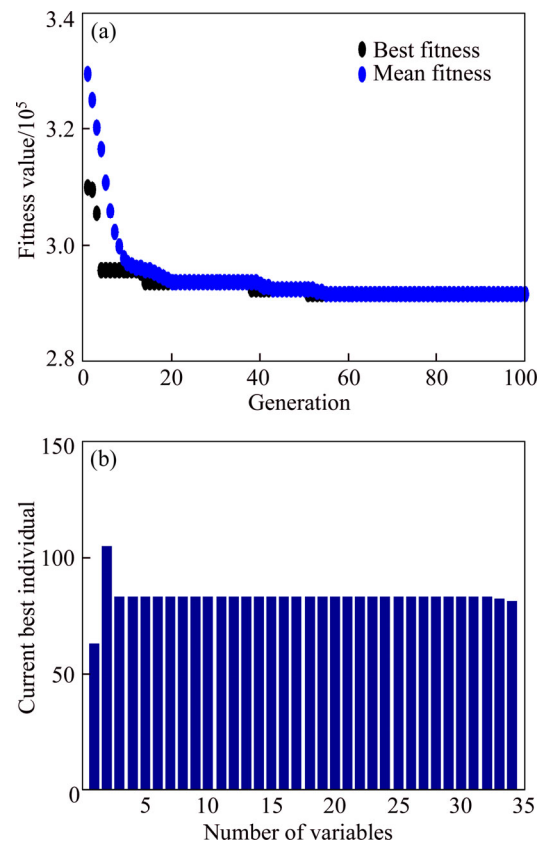 (a)
Best fitness
Mean fitness
Fitness value/10⁵
3.4
3.2
3.0
2.8
0 20 40 60 80 100
Generation
(b)
Current best individual
150
100
50
0
5 10 15 20 25 30 35
Number of variables